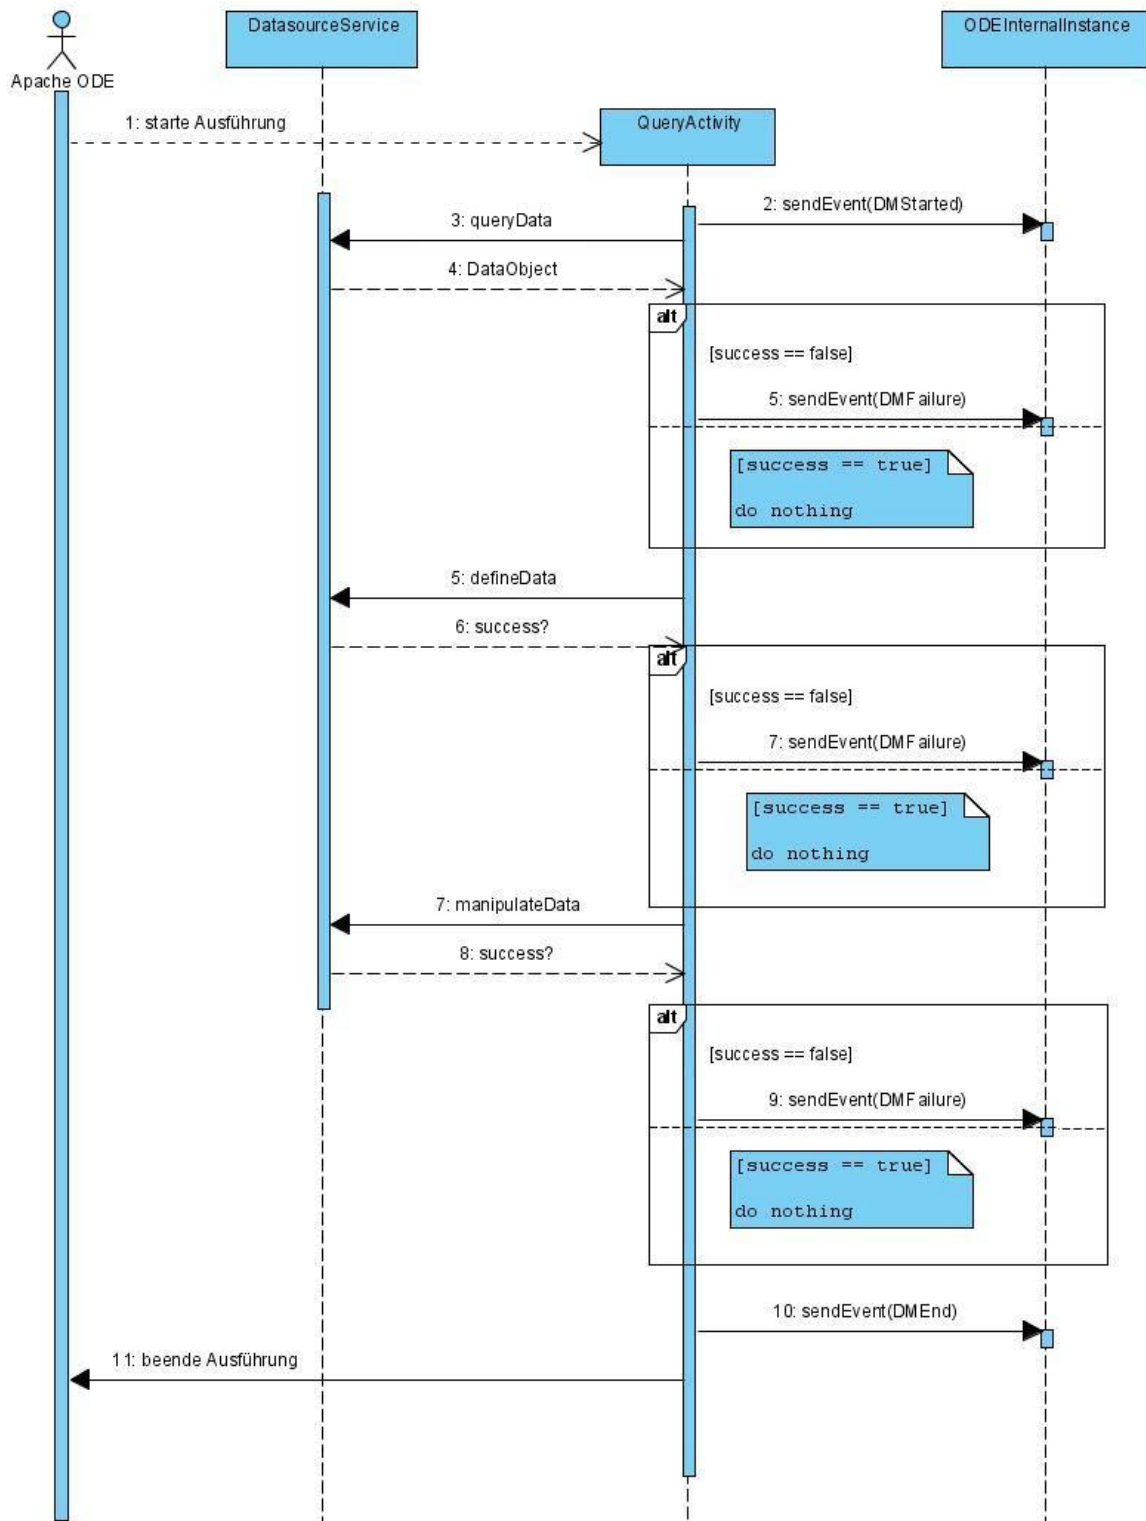 DatasourceService
ODEInternalInstance
Apache ODE
1: starte Ausführung
QueryActivity
2: sendEvent(DMStarted)
3: queryData
4: DataObject
alt
[success == false]
5: sendEvent(DMFailure)
[success == true]
do nothing
5: defineData
6: success?
alt
[success == false]
7: sendEvent(DMFailure)
[success == true]
do nothing
7: manipulateData
8: success?
alt
[success == false]
9: sendEvent(DMFailure)
[success == true]
do nothing
10: sendEvent(DMEnd)
11: beende Ausführung